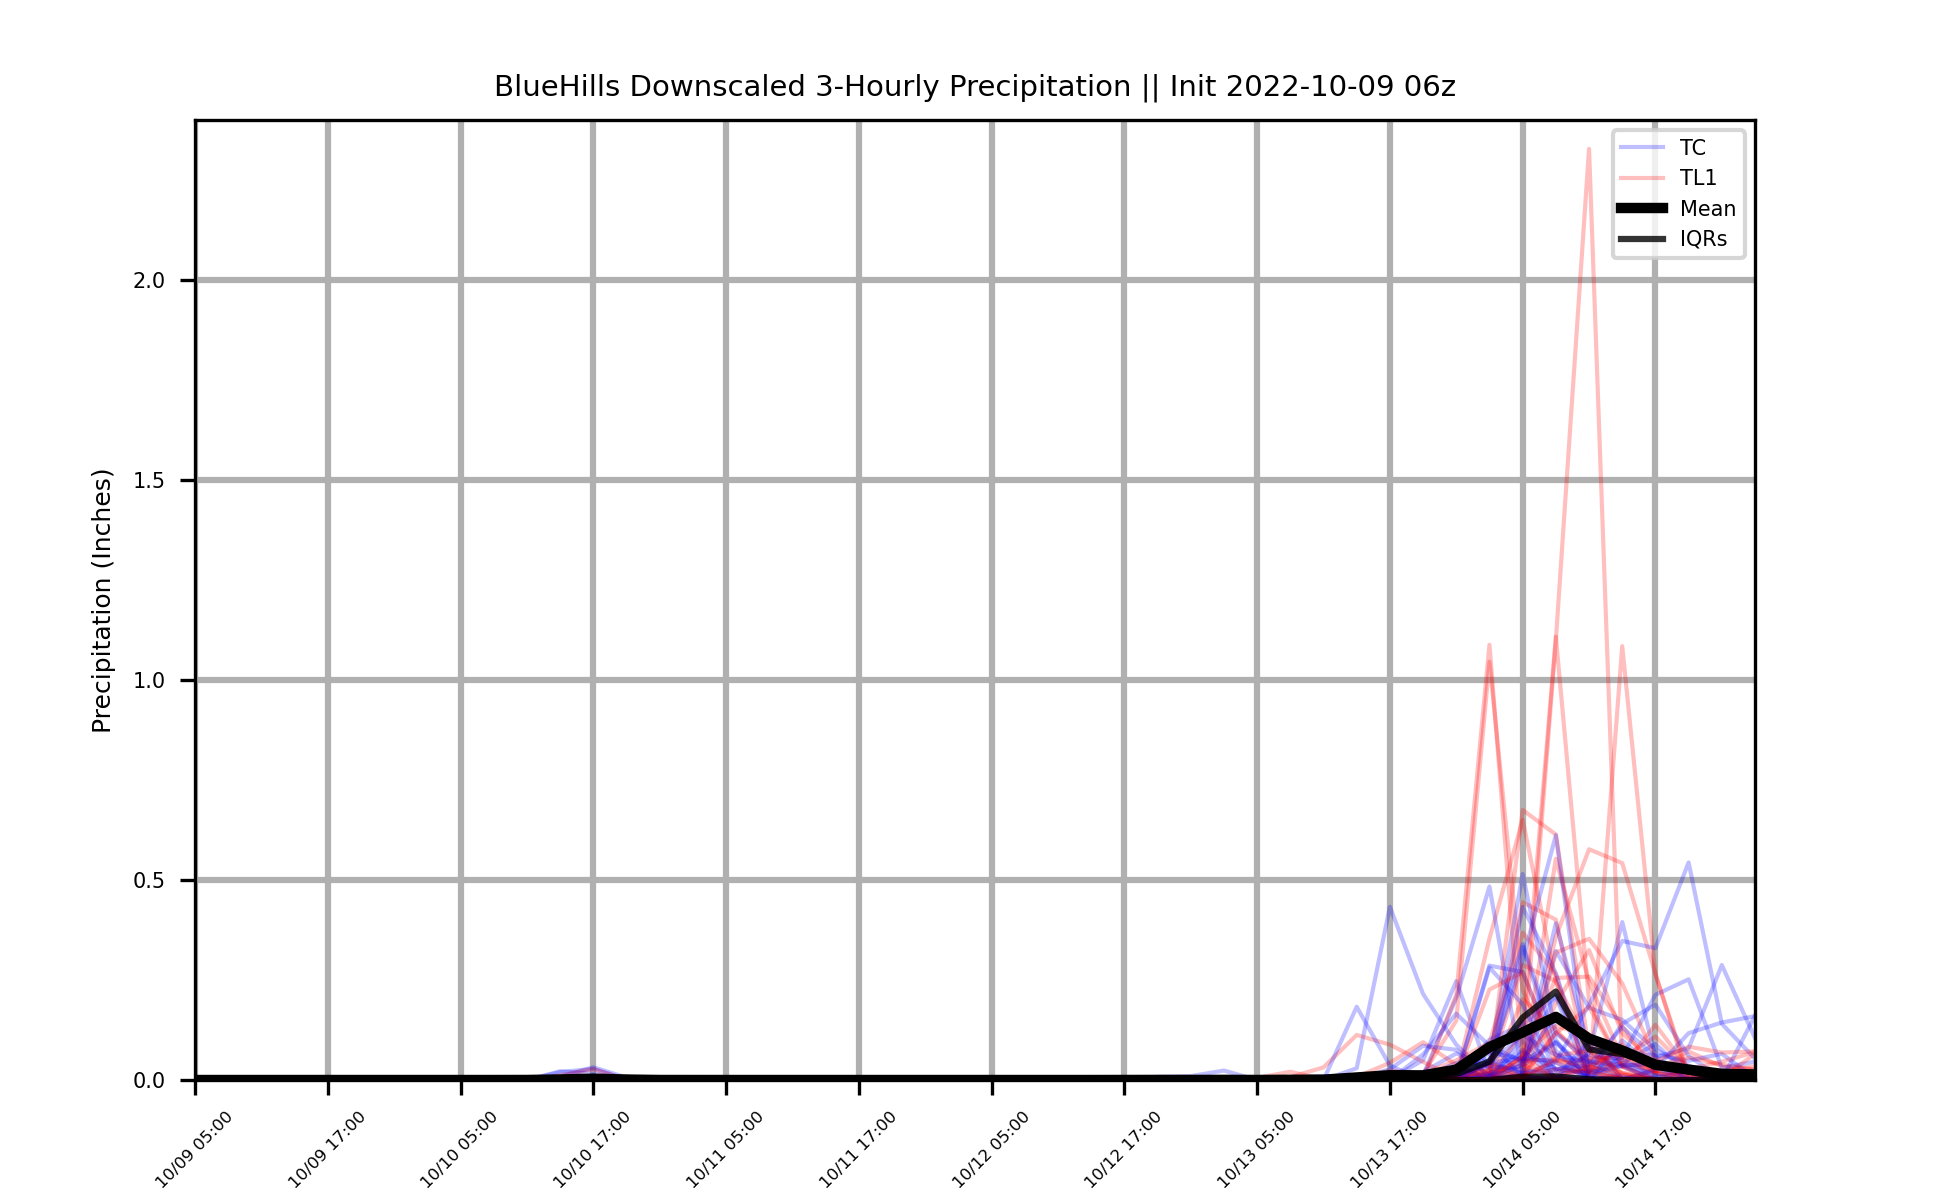 BlueHills Downscaled 3-Hourly Precipitation || Init 2022-10-09 06z
TC
TL1
Mean
IQRs
Precipitation (Inches)
2.0
1.5
1.0
0.5
0.0
10/09 05:00
10/09 17:00
10/10 05:00
10/10 17:00
10/11 05:00
10/11 17:00
10/12 05:00
10/12 17:00
10/13 05:00
10/13 17:00
10/14 05:00
10/14 17:00